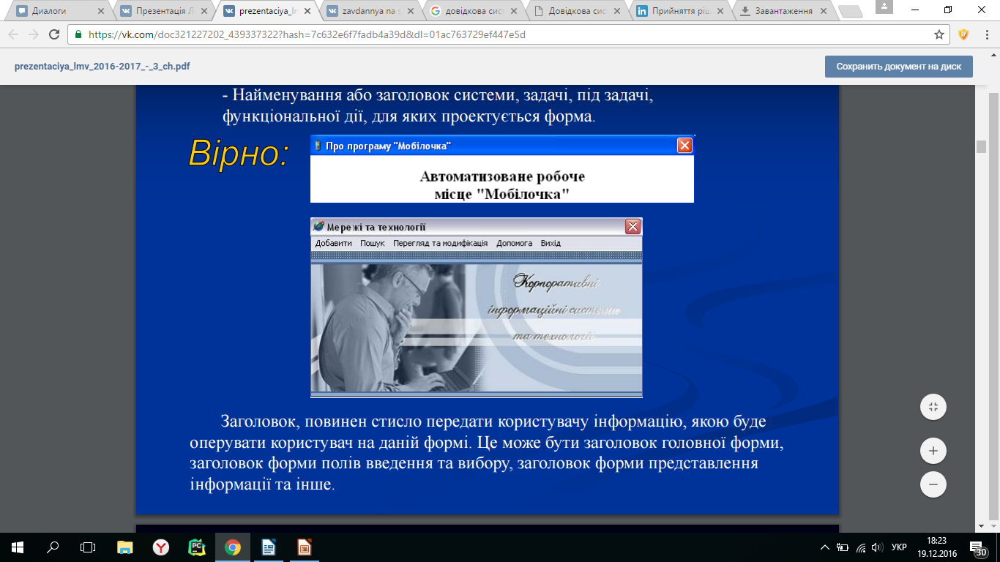 Диалоги
Презентація Л
prezentaciya_lm
zavdannya na s
довідкова сист
Довідкова сис
Прийняття ріш
Завантаження
https://vk.com/doc321227202_439337322?hash=7c632e6f7fadb4a39d&dl=01ac763729ef447e5d
prezentaciya_lmv_2016-2017_-_3_ch.pdf
Сохранить документ на диск
- Найменування або заголовок системи, задачі, під задачі,
функціональної дії, для яких проектується форма.
Вірно:
Про програму "Мобілочка"
Автоматизоване робоче
місце "Мобілочка"
Мережі та технології
Добавити Пошук Перегляд та модифікація Допомога Вихід
Корпоративні
інформаційні системи
та технології
Заголовок, повинен стисло передати користувачу інформацію, якою буде
оперувати користувач на даній формі. Це може бути заголовок головної форми,
заголовок форми полів введення та вибору, заголовок форми представлення
інформації та інше.
УКР
18:23
19.12.2016
30